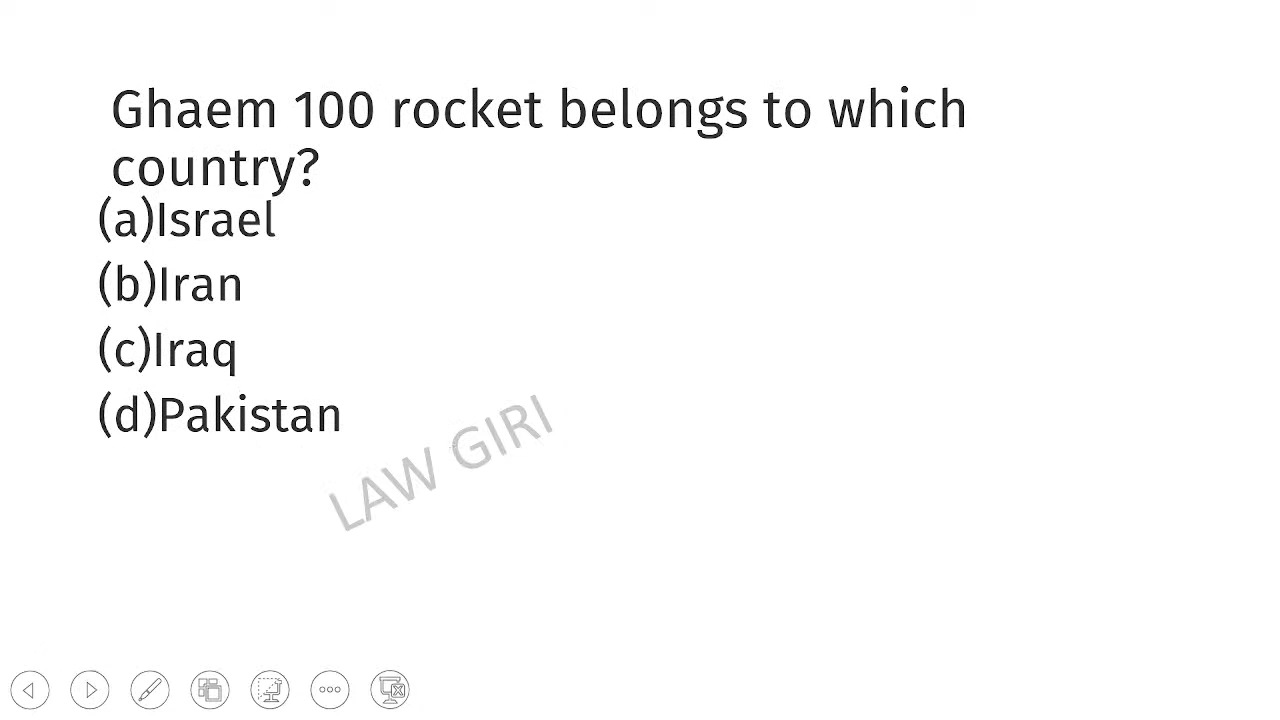 Ghaem 100 rocket belongs to which
country?
(a)Israel
(b)Iran
(c)Iraq
(d)Pakistan
LAW GIRI